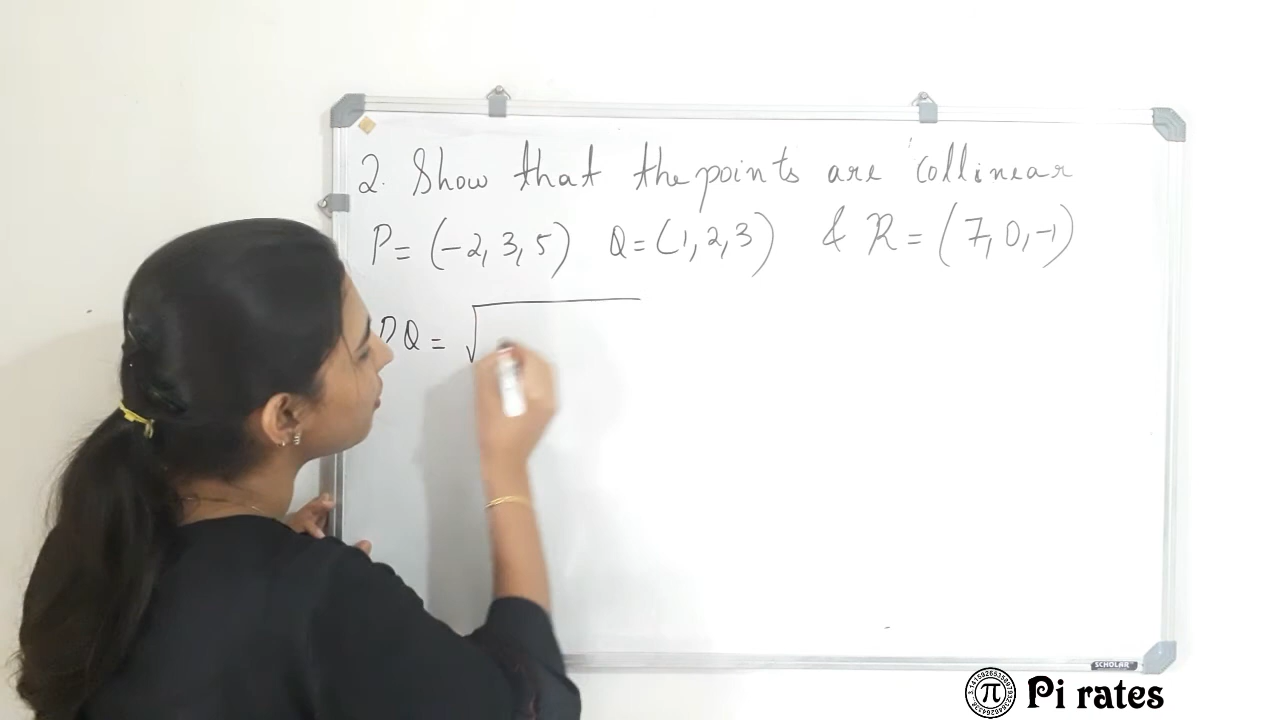 2. Show that the points are collinear
P = (-2, 3, 5) Q = (1, 2, 3) & R = (7, 0, -1)
PQ = √
SCHOLAR
π Pi rates